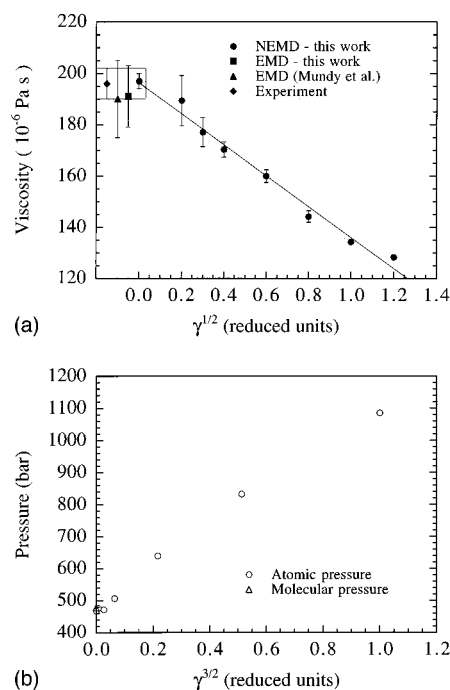 NEMD - this work
EMD - this work
EMD (Mundy et al.)
Experiment
Viscosity ( 10⁻⁶ Pa s)
220
200
180
160
140
120
0.0 0.2 0.4 0.6 0.8 1.0 1.2 1.4
(a)
γ^1/2 (reduced units)
Pressure (bar)
1200
1100
1000
900
800
700
600
500
400
Atomic pressure
Molecular pressure
0.0 0.2 0.4 0.6 0.8 1.0 1.2
(b)
γ^3/2 (reduced units)